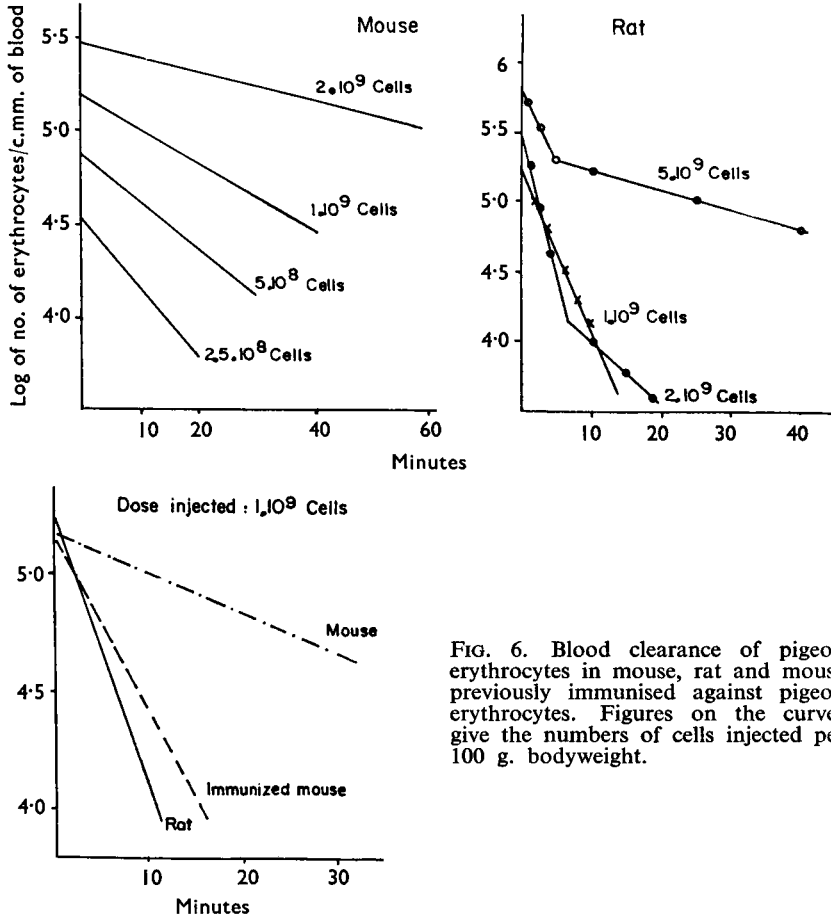 Mouse
Rat
Log of no. of erythrocytes/c.mm. of blood
5·5
5·0
4·5
4·0
2.10⁹ Cells
1.10⁹ Cells
5.10⁸ Cells
2.5.10⁸ Cells
10 20 40 60
6
5·5
5·0
4·5
4·0
5.10⁹ Cells
1.10⁹ Cells
2.10⁹ Cells
10 20 30 40
Minutes
Dose injected : 1.10⁹ Cells
5·0
4·5
4·0
Mouse
Immunized mouse
Rat
10 20 30
Minutes
FIG. 6. Blood clearance of pigeo
erythrocytes in mouse, rat and mous
previously immunised against pigeo
erythrocytes. Figures on the curve
give the numbers of cells injected pe
100 g. bodyweight.